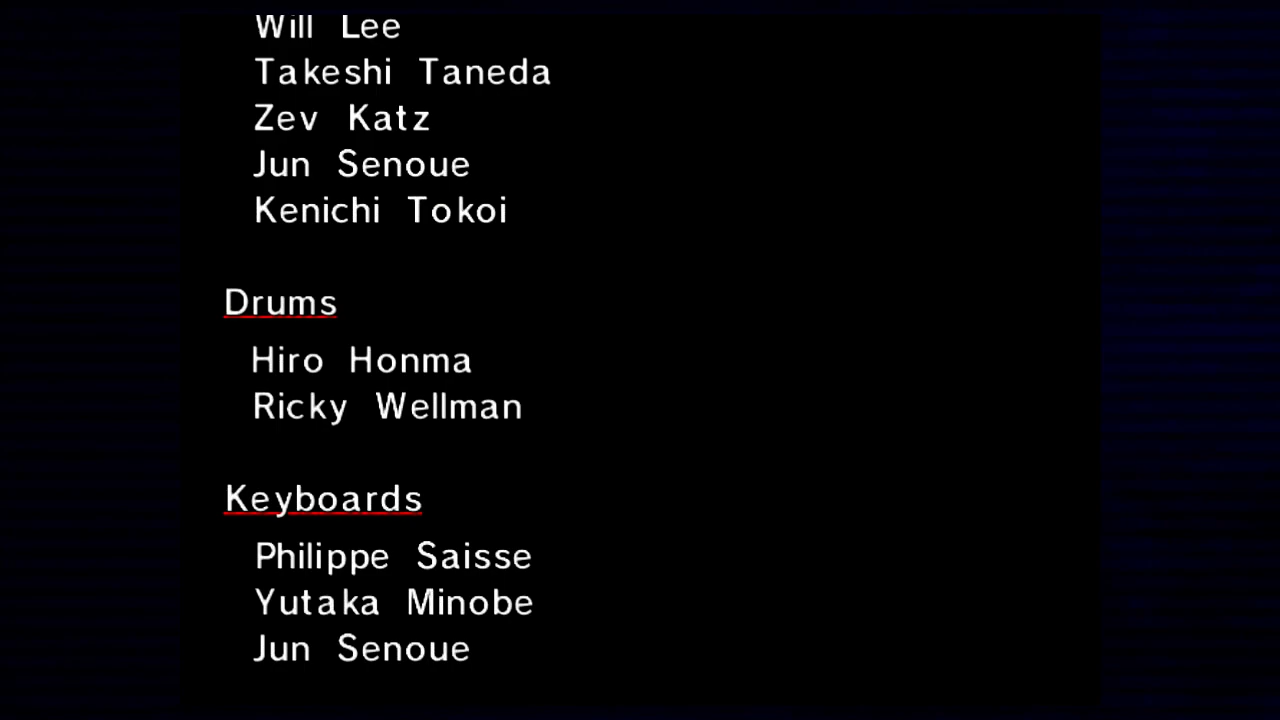 Will Lee
Takeshi Taneda
Zev Katz
Jun Senoue
Kenichi Tokoi
Drums
Hiro Honma
Ricky Wellman
Keyboards
Philippe Saisse
Yutaka Minobe
Jun Senoue